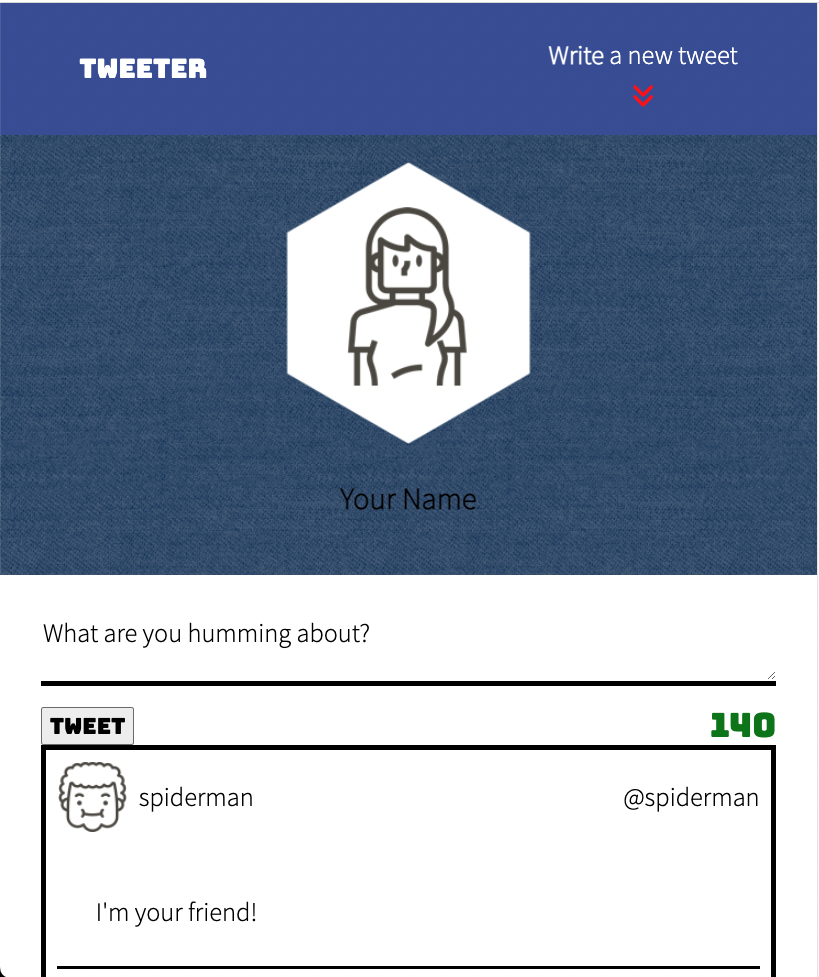 TWEETER
Write a new tweet
Your Name
What are you humming about?
TWEET
140
spiderman
@spiderman
I'm your friend!